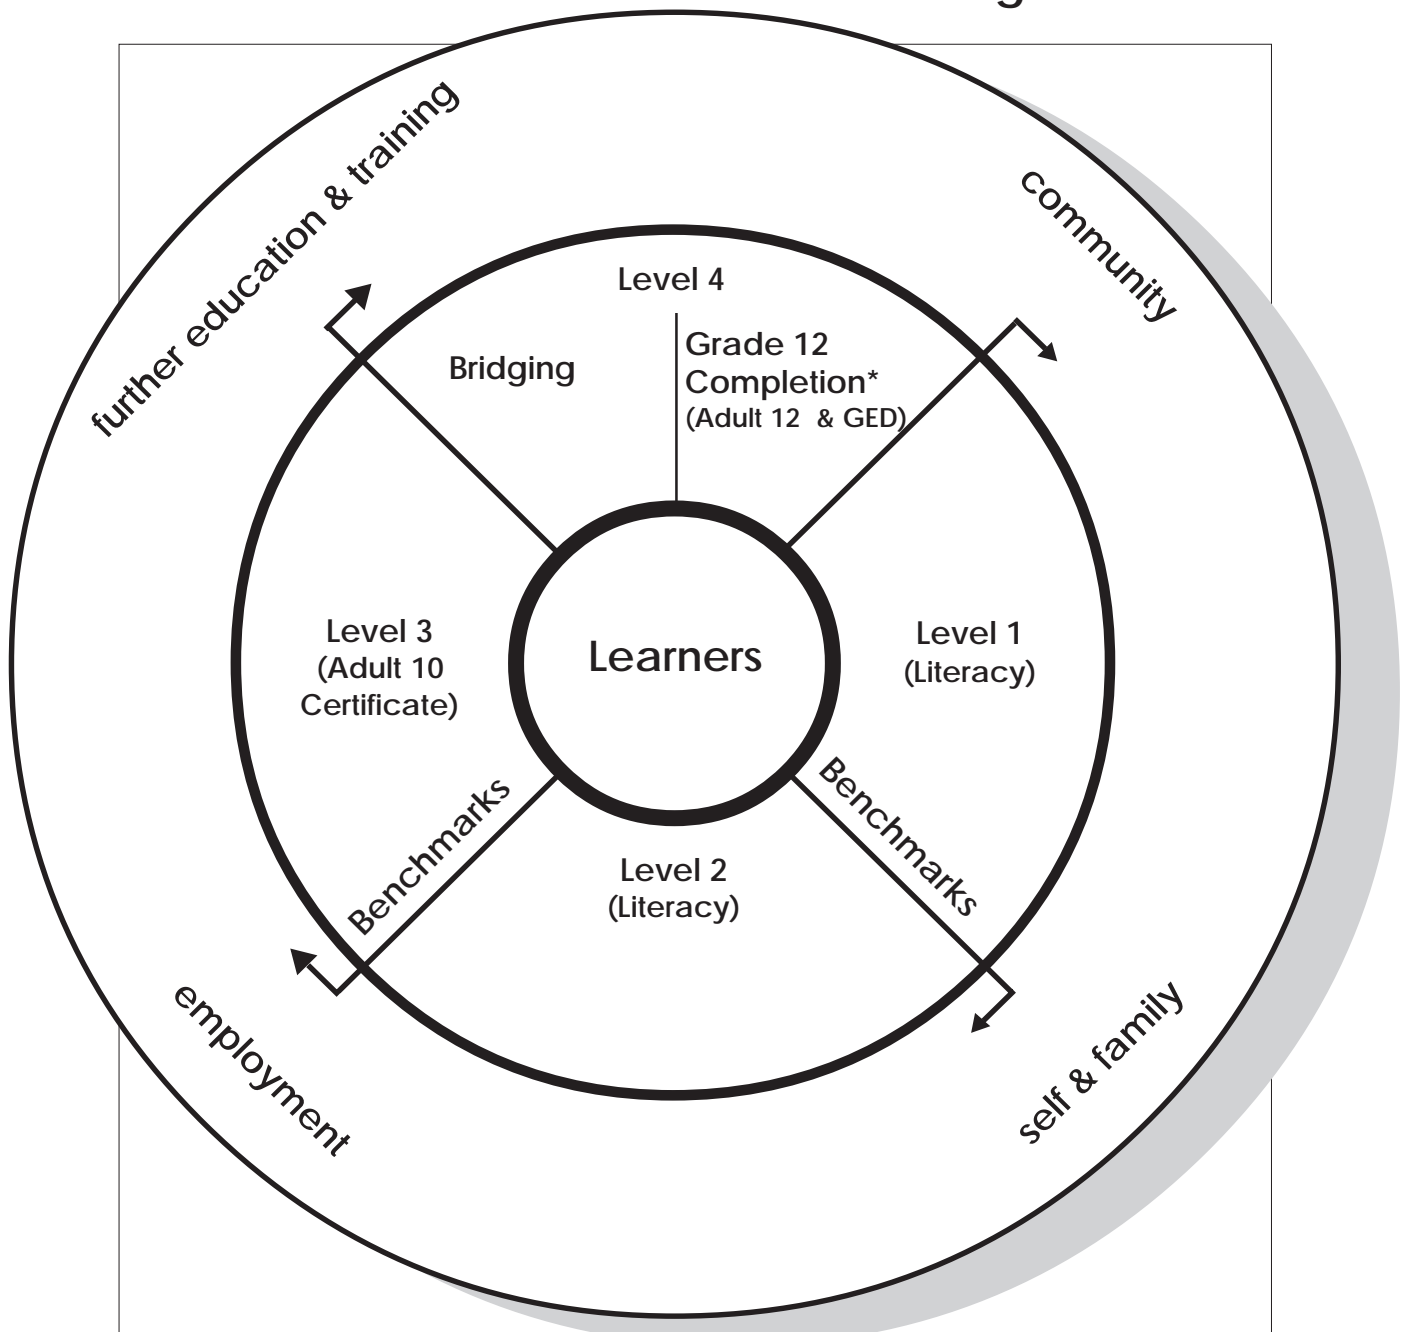 further education & training
community
Level 4
Bridging
Grade 12
Completion*
(Adult 12 & GED)
Level 3
(Adult 10
Certificate)
Learners
Level 1
(Literacy)
Benchmarks
Benchmarks
Level 2
(Literacy)
employment
self & family